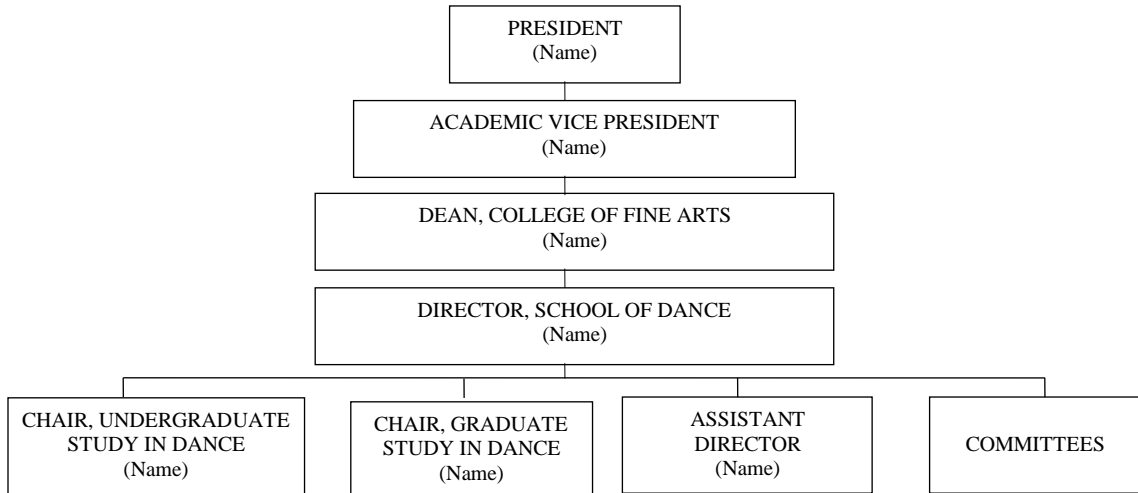 PRESIDENT
(Name)
ACADEMIC VICE PRESIDENT
(Name)
DEAN, COLLEGE OF FINE ARTS
(Name)
DIRECTOR, SCHOOL OF DANCE
(Name)
CHAIR, UNDERGRADUATE
STUDY IN DANCE
(Name)
CHAIR, GRADUATE
STUDY IN DANCE
(Name)
ASSISTANT
DIRECTOR
(Name)
COMMITTEES